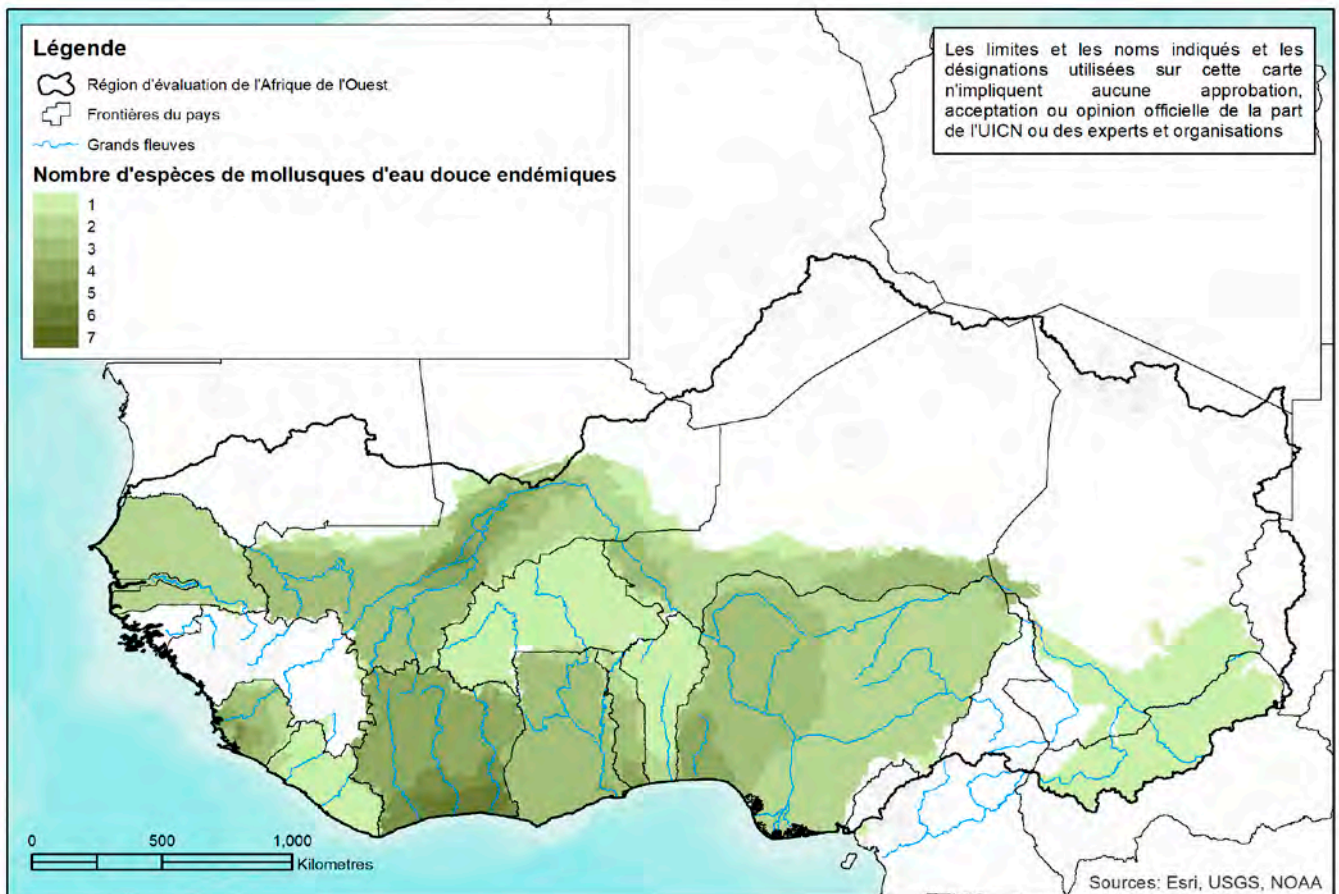 Légende
Région d'évaluation de l'Afrique de l'Ouest
Frontières du pays
Grands fleuves
Nombre d'espèces de mollusques d'eau douce endémiques
1
2
3
4
5
6
7
Les limites et les noms indiqués et les
désignations utilisées sur cette carte
n'impliquent aucune approbation,
acceptation ou opinion officielle de la part
de l'UICN ou des experts et organisations
0 500 1,000
Kilometres
Sources: Esri, USGS, NOAA